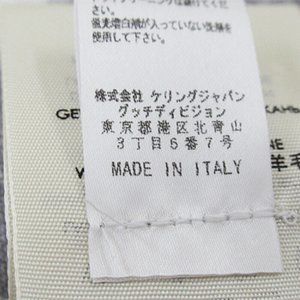 蛍光増白剤が入っていない洗剤を
使用して下さい。
株式会社 ケリングジャパン
グッチディビジョン
東京都港区北青山
3丁目6番7号
MADE IN ITALY
羊毛